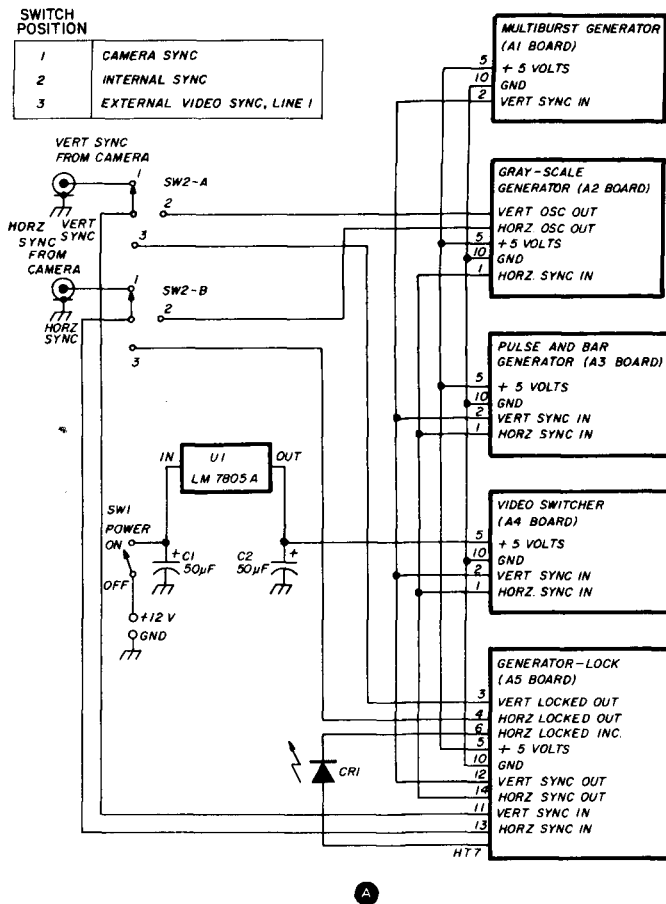 SWITCH
POSITION
1 CAMERA SYNC
2 INTERNAL SYNC
3 EXTERNAL VIDEO SYNC, LINE 1
VERT SYNC
FROM CAMERA
1
SW2-A
2
VERT
SYNC
3
HORZ
SYNC
FROM
CAMERA
1
SW2-B
2
HORZ
SYNC
3
IN
U1
LM 7805A
OUT
SW1
POWER
ON
OFF
+12 V
GND
+
C1
50µF
C2
50µF
+
CR1
MULTIBURST GENERATOR
(A1 BOARD)
5 + 5 VOLTS
10 GND
2 VERT SYNC IN
GRAY-SCALE
GENERATOR (A2 BOARD)
VERT OSC OUT
HORZ OSC OUT
5 +5 VOLTS
10 GND
1 HORZ. SYNC IN
PULSE AND BAR
GENERATOR (A3 BOARD)
5 + 5 VOLTS
10 GND
2 VERT SYNC IN
1 HORZ SYNC IN
VIDEO SWITCHER
(A4 BOARD)
5 + 5 VOLTS
10 GND
2 VERT SYNC IN
1 HORZ. SYNC IN
GENERATOR-LOCK
(A5 BOARD)
3 VERT LOCKED OUT
4 HORZ LOCKED OUT
6 HORZ LOCKED INC.
5 + 5 VOLTS
10 GND
12 VERT SYNC OUT
14 HORZ SYNC OUT
11 VERT SYNC IN
13 HORZ SYNC IN
HT7
A